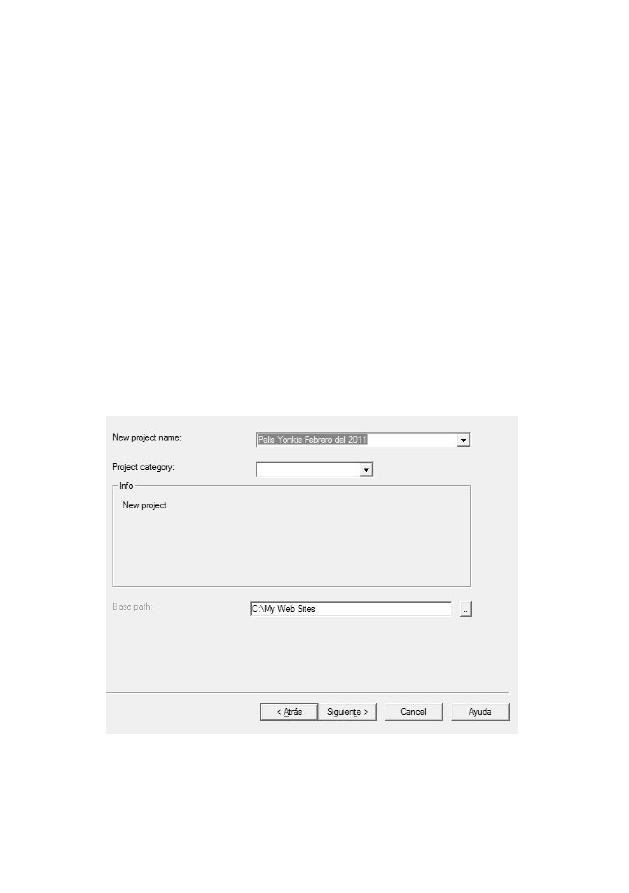 New project name:
Pelis Yonkis Febrero del 2011
Project category:
Info
New project
Base path:
C:\My Web Sites
..
< Atrás
Siguiente >
Cancel
Ayuda